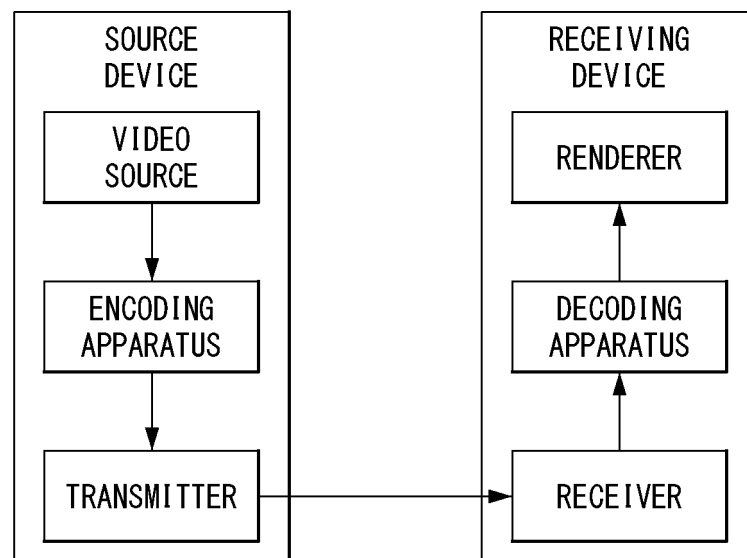 SOURCE
DEVICE
VIDEO
SOURCE
ENCODING
APPARATUS
TRANSMITTER
RECEIVING
DEVICE
RENDERER
DECODING
APPARATUS
RECEIVER